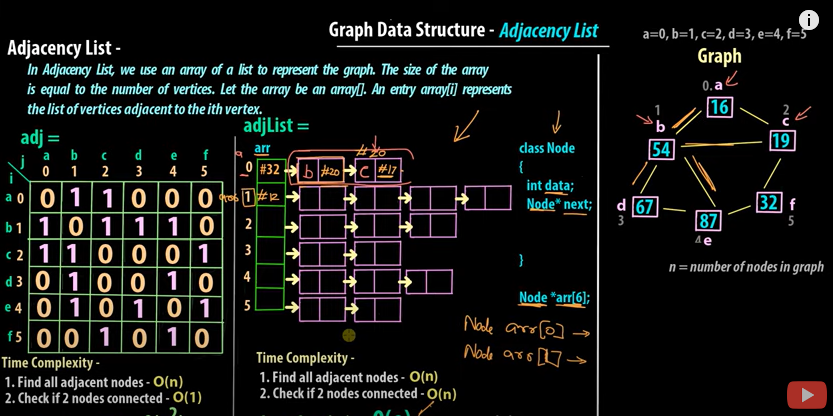 Graph Data Structure - Adjacency List
Adjacency List -
In Adjacency List, we use an array of a list to represent the graph. The size of the array
is equal to the number of vertices. Let the array be an array[]. An entry array[i] represents
the list of vertices adjacent to the ith vertex.
adj =
j a b c d e f
i 0 1 2 3 4 5
a 0 0 1 1 0 0 0
b 1 1 0 1 1 1 0
c 2 1 1 0 0 0 1
d 3 0 1 0 0 1 0
e 4 0 1 0 1 0 1
f 5 0 0 1 0 1 0
Time Complexity -
1. Find all adjacent nodes - O(n)
2. Check if 2 nodes connected - O(1)
2
adjList =
arr
#20
a
0 #32 b #20 c #17
1 #12
2
3
4
5
Time Complexity -
1. Find all adjacent nodes - O(n)
2. Check if 2 nodes connected - O(n)
class Node
{
int data;
Node* next;
}
Node *arr[6];
Node arr[0] →
Node arr[1] →
i
a=0, b=1, c=2, d=3, e=4, f=5
Graph
0. a
16
1
b
54
2
c
19
d
67
3
87
4 e
32
f
5
n = number of nodes in graph